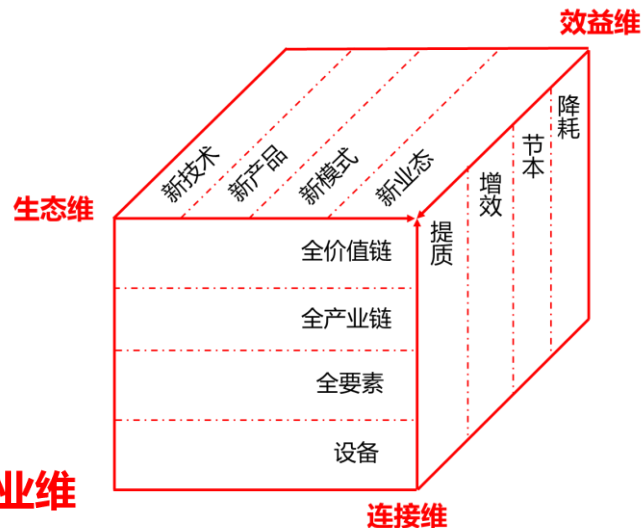 效益维
降耗
节本
增效
提质
新技术
新产品
新模式
新业态
生态维
全价值链
全产业链
全要素
设备
业维
连接维